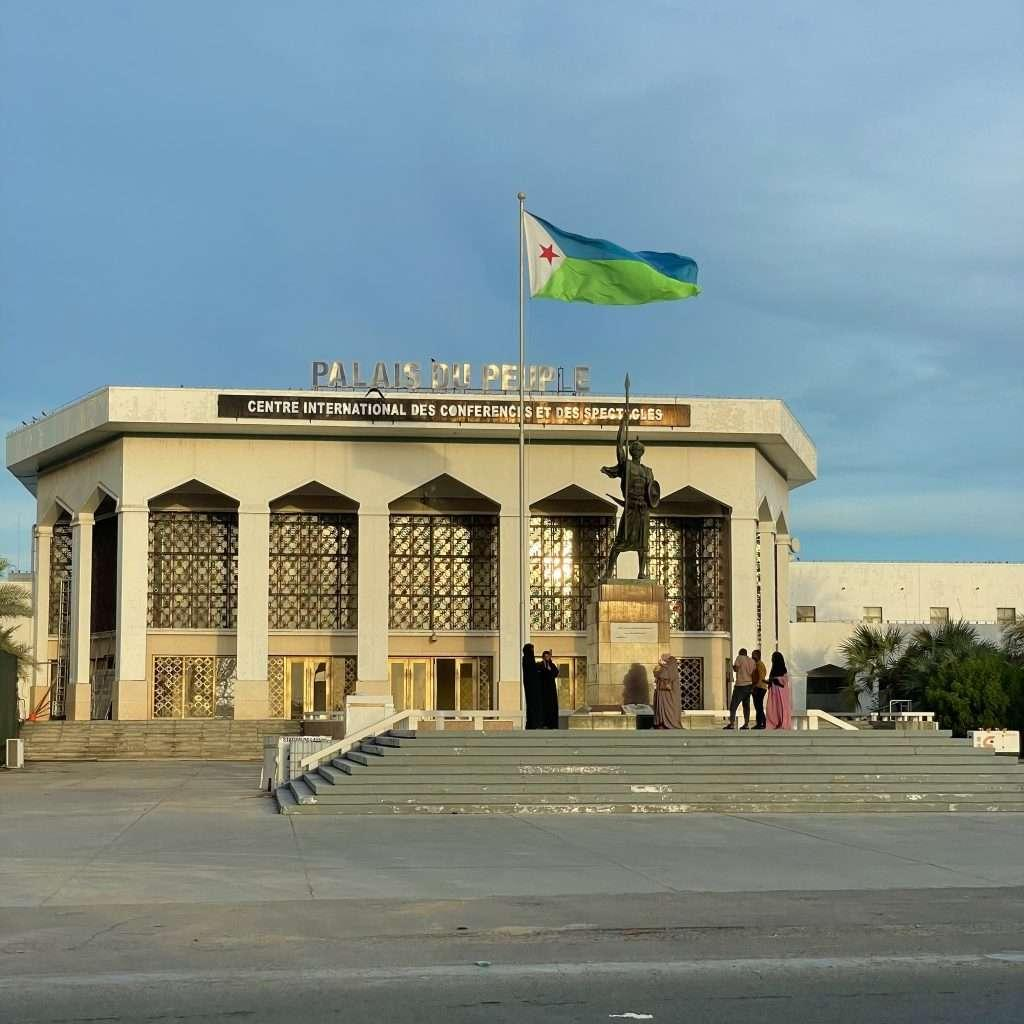 PALAIS DU PEUPLE
CENTRE INTERNATIONAL DES CONFERENCES ET DES SPECTACLES